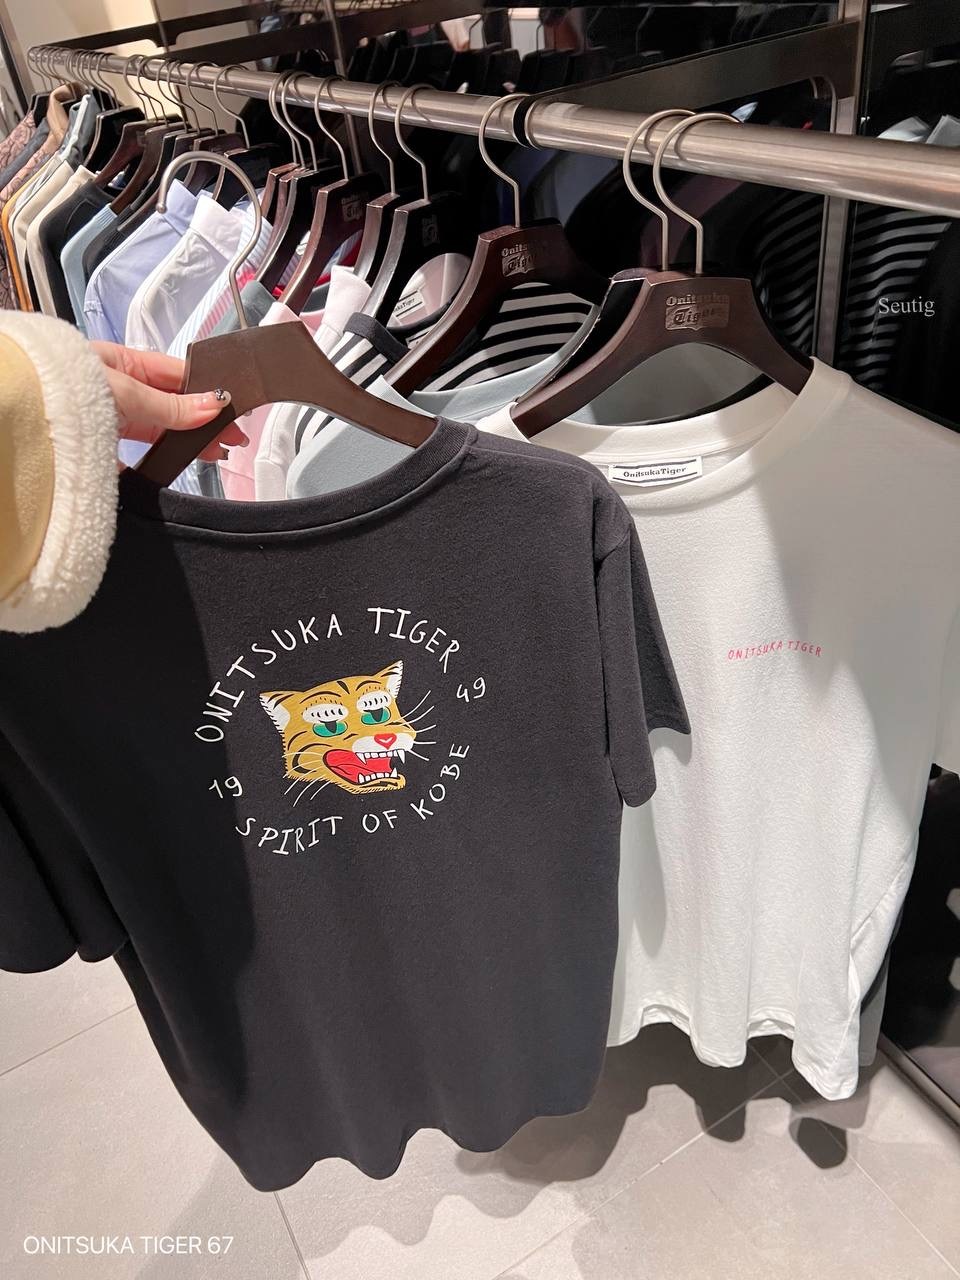 Seutig
Onitsuka
Tiger
OnitsukaTiger
ONITSUKA TIGER
ONITSUKA TIGER
19 49
SPIRIT OF KOBE
ONITSUKA TIGER 67